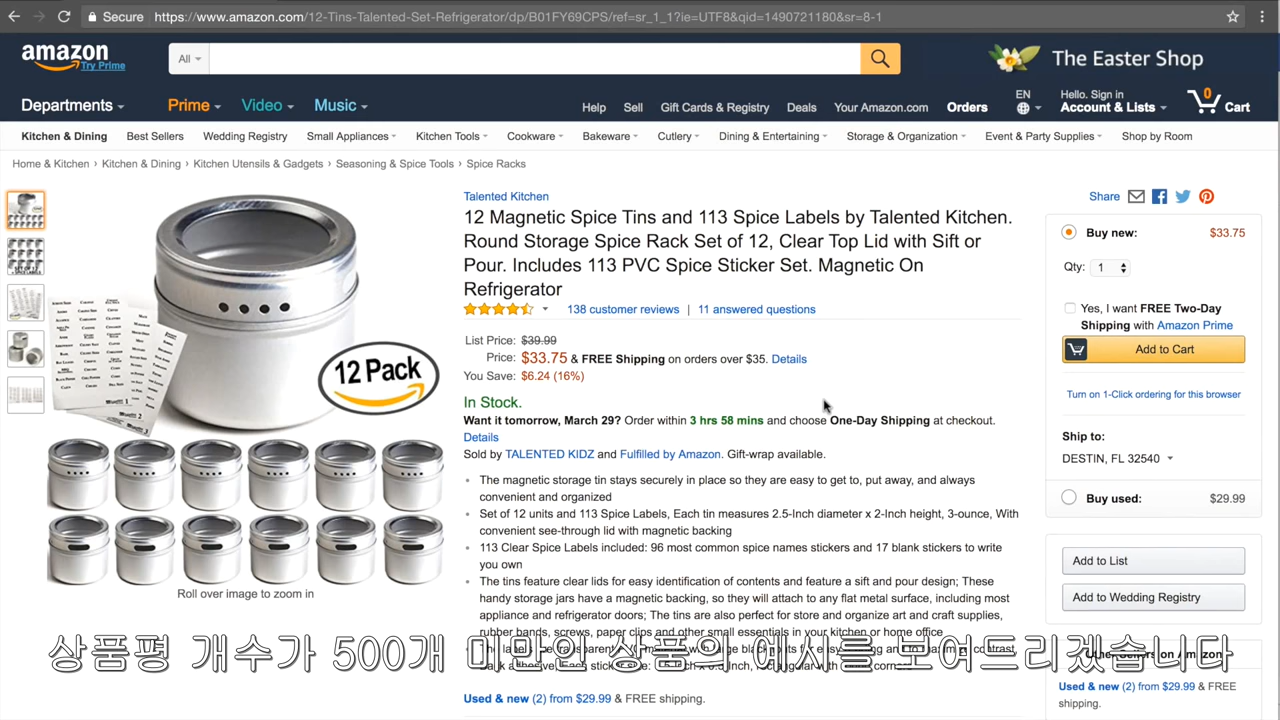 Secure https://www.amazon.com/12-Tins-Talented-Set-Refrigerator/dp/B01FY69CPS/ref=sr_1_1?ie=UTF8&qid=1490721180&sr=8-1
amazon
Try Prime
All
The Easter Shop
Departments
Prime Video Music
Help Sell Gift Cards & Registry Deals Your Amazon.com Orders
EN
Hello. Sign in
Account & Lists
0
Cart
Kitchen & Dining Best Sellers Wedding Registry Small Appliances Kitchen Tools Cookware Bakeware Cutlery Dining & Entertaining Storage & Organization Event & Party Supplies Shop by Room
Home & Kitchen › Kitchen & Dining › Kitchen Utensils & Gadgets › Seasoning & Spice Tools › Spice Racks
12 Pack
Roll over image to zoom in
Talented Kitchen
12 Magnetic Spice Tins and 113 Spice Labels by Talented Kitchen.
Round Storage Spice Rack Set of 12, Clear Top Lid with Sift or
Pour. Includes 113 PVC Spice Sticker Set. Magnetic On
Refrigerator
138 customer reviews | 11 answered questions
List Price: $39.99
Price: $33.75 & FREE Shipping on orders over $35. Details
You Save: $6.24 (16%)
In Stock.
Want it tomorrow, March 29? Order within 3 hrs 58 mins and choose One-Day Shipping at checkout.
Details
Sold by TALENTED KIDZ and Fulfilled by Amazon. Gift-wrap available.
The magnetic storage tin stays securely in place so they are easy to get to, put away, and always
convenient and organized
Set of 12 units and 113 Spice Labels, Each tin measures 2.5-Inch diameter x 2-Inch height, 3-ounce, With
convenient see-through lid with magnetic backing
113 Clear Spice Labels included: 96 most common spice names stickers and 17 blank stickers to write
you own
The tins feature clear lids for easy identification of contents and feature a sift and pour design; These
handy storage jars have a magnetic backing, so they will attach to any flat metal surface, including most
appliance and refrigerator doors; The tins are also perfect for store and organize art and craft supplies,
rubber bands, screws, paper clips and other small essentials in your kitchen or home office
Used & new (2) from $29.99 & FREE shipping.
Share
Buy new: $33.75
Qty: 1
Yes, I want FREE Two-Day
Shipping with Amazon Prime
Add to Cart
Turn on 1-Click ordering for this browser
Ship to:
DESTIN, FL 32540
Buy used: $29.99
Add to List
Add to Wedding Registry
Used & new (2) from $29.99 & FREE
shipping.
상품평 개수가 500개 미만인 상품의 예시를 보여드리겠습니다